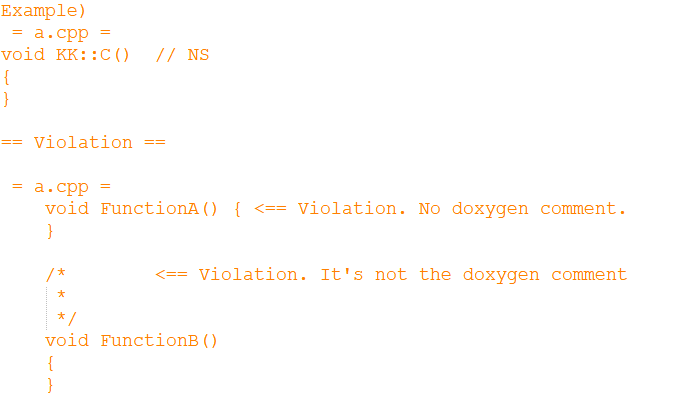 Example)
 = a.cpp =
void KK::C()  // NS
{
}

== Violation ==

 = a.cpp =
    void FunctionA() { <== Violation. No doxygen comment.
    }

    /*        <== Violation. It's not the doxygen comment
     *
     */
    void FunctionB()
    {
    }